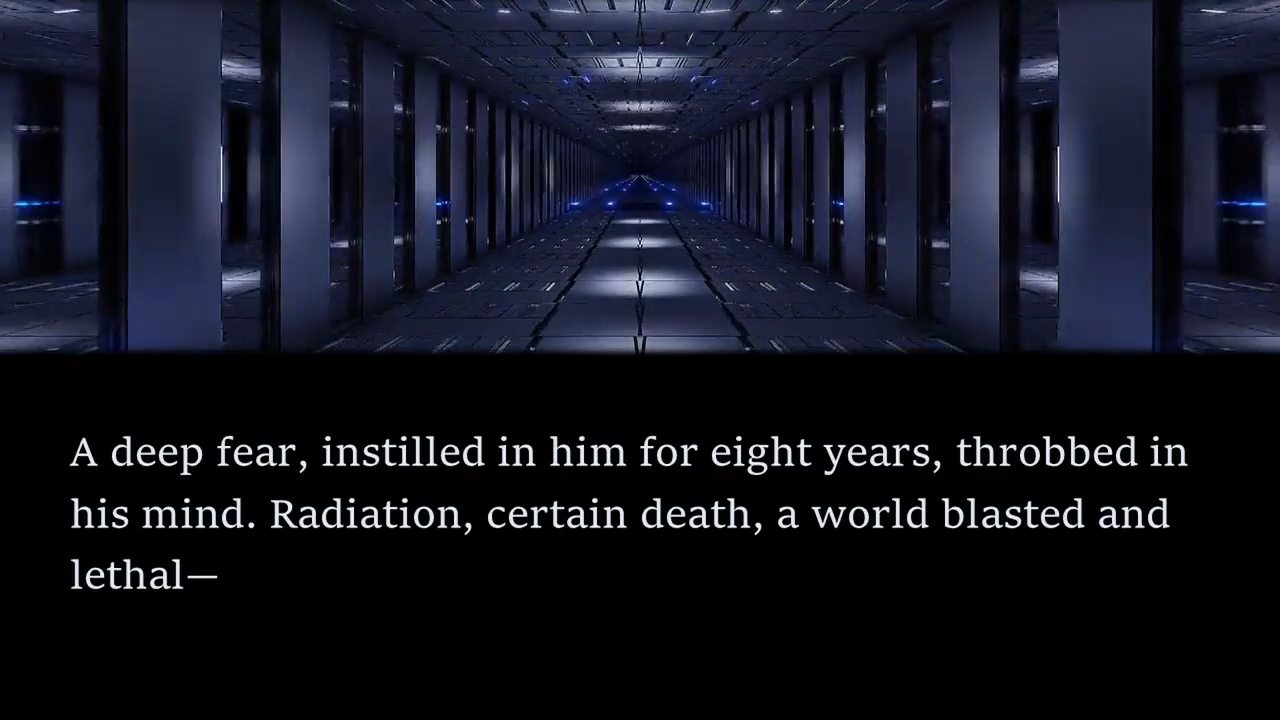 A deep fear, instilled in him for eight years, throbbed in
his mind. Radiation, certain death, a world blasted and
lethal—